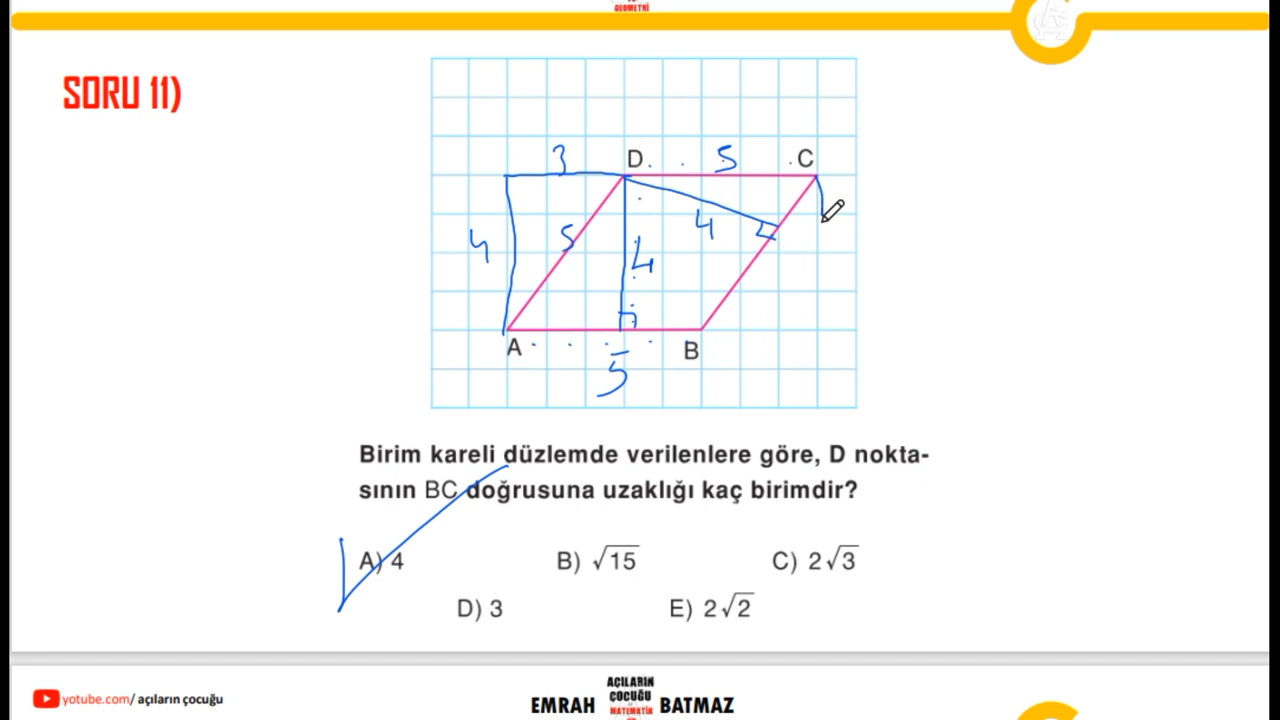 GEOMETRİ
SORU 11)
3
D
5
C
4
5
4
4
A
B
5
Birim kareli düzlemde verilenlere göre, D nokta-
sının BC doğrusuna uzaklığı kaç birimdir?
A) 4
B) √15
C) 2√3
D) 3
E) 2√2
yotube.com/ açıların çocuğu
EMRAH
AÇILARIN
ÇOCUĞU
MATEMATİK
BATMAZ